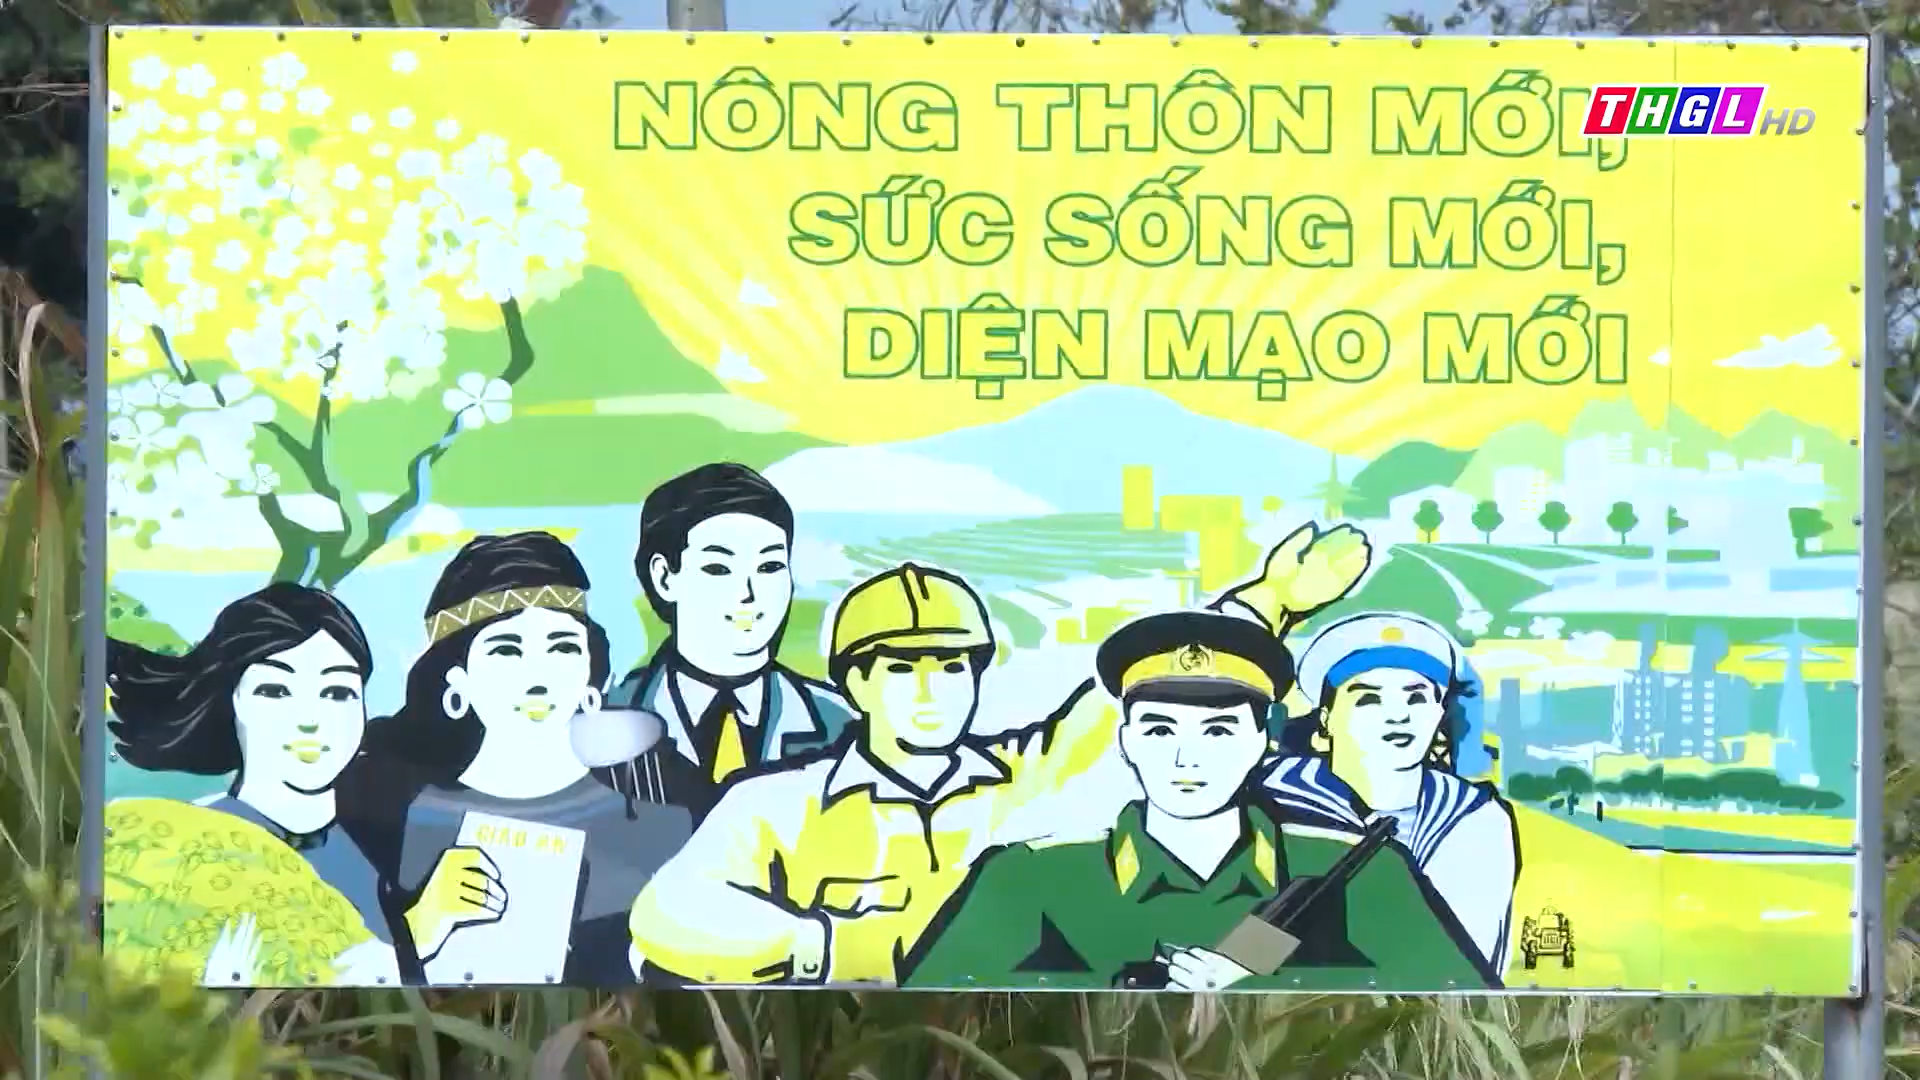 NÔNG THÔN MỚI,
THGL HD
SỨC SỐNG MỚI,
DIỆN MẠO MỚI
GIÁO ÁN